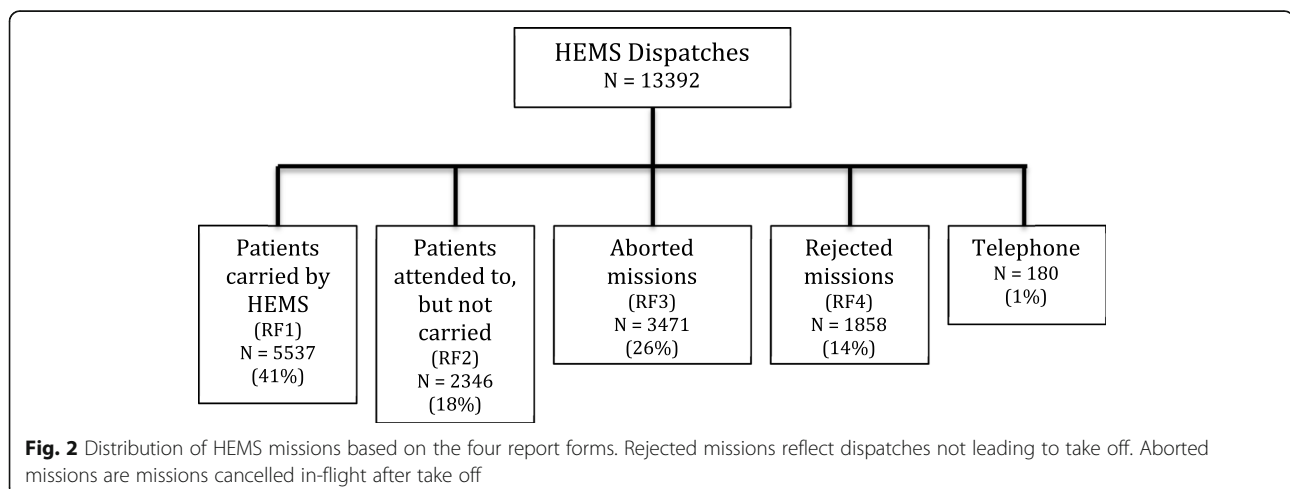 HEMS Dispatches
N = 13392
Patients
carried by
HEMS
(RF1)
N = 5537
(41%)
Patients
attended to,
but not
carried
(RF2)
N = 2346
(18%)
Aborted
missions
(RF3)
N = 3471
(26%)
Rejected
missions
(RF4)
N = 1858
(14%)
Telephone
N = 180
(1%)
Fig. 2 Distribution of HEMS missions based on the four report forms. Rejected missions reflect dispatches not leading to take off. Aborted
missions are missions cancelled in-flight after take off